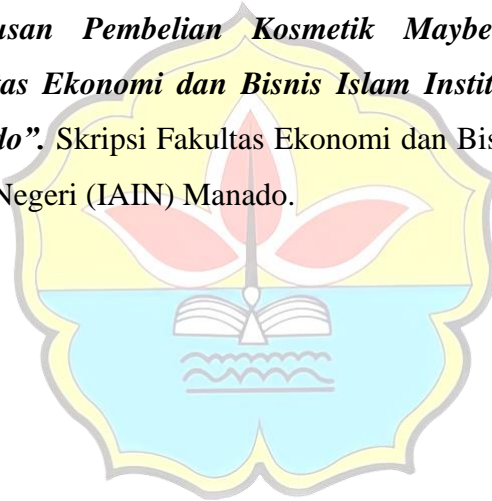 usan Pembelian Kosmetik Maybe
as Ekonomi dan Bisnis Islam Instit
do”. Skripsi Fakultas Ekonomi dan Bis
Negeri (IAIN) Manado.